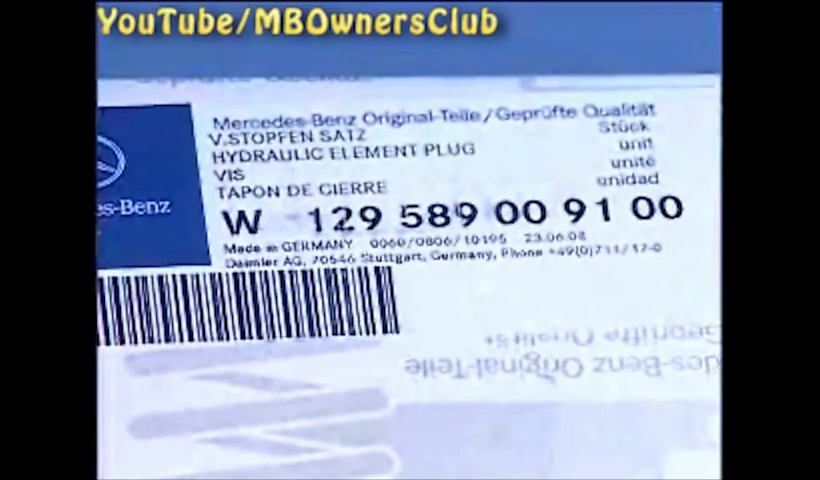 YouTube/MBOwnersClub
Mercedes-Benz Original-Teile/Geprüfte Qualität
V.STOPFEN SATZ Stück
HYDRAULIC ELEMENT PLUG unit
VIS unité
TAPON DE CIERRE unidad
es-Benz
W 129 589 00 91 00
Made in GERMANY 0060/0806/10195 23.06.08
Daimler AG, 70546 Stuttgart, Germany, Phone +49(0)711/17-0
Geprüfte Qualität
des-Benz Original-Teile